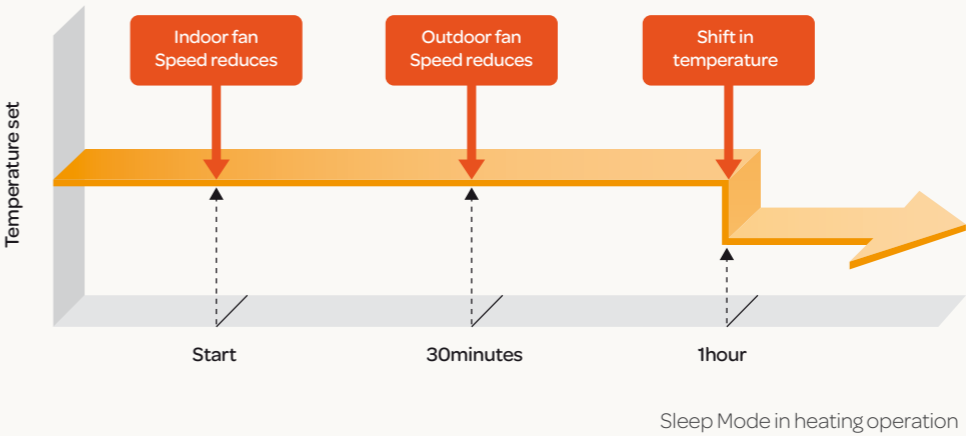 Indoor fan
Speed reduces
Outdoor fan
Speed reduces
Shift in
temperature
Temperature set
Start
30minutes
1hour
Sleep Mode in heating operation